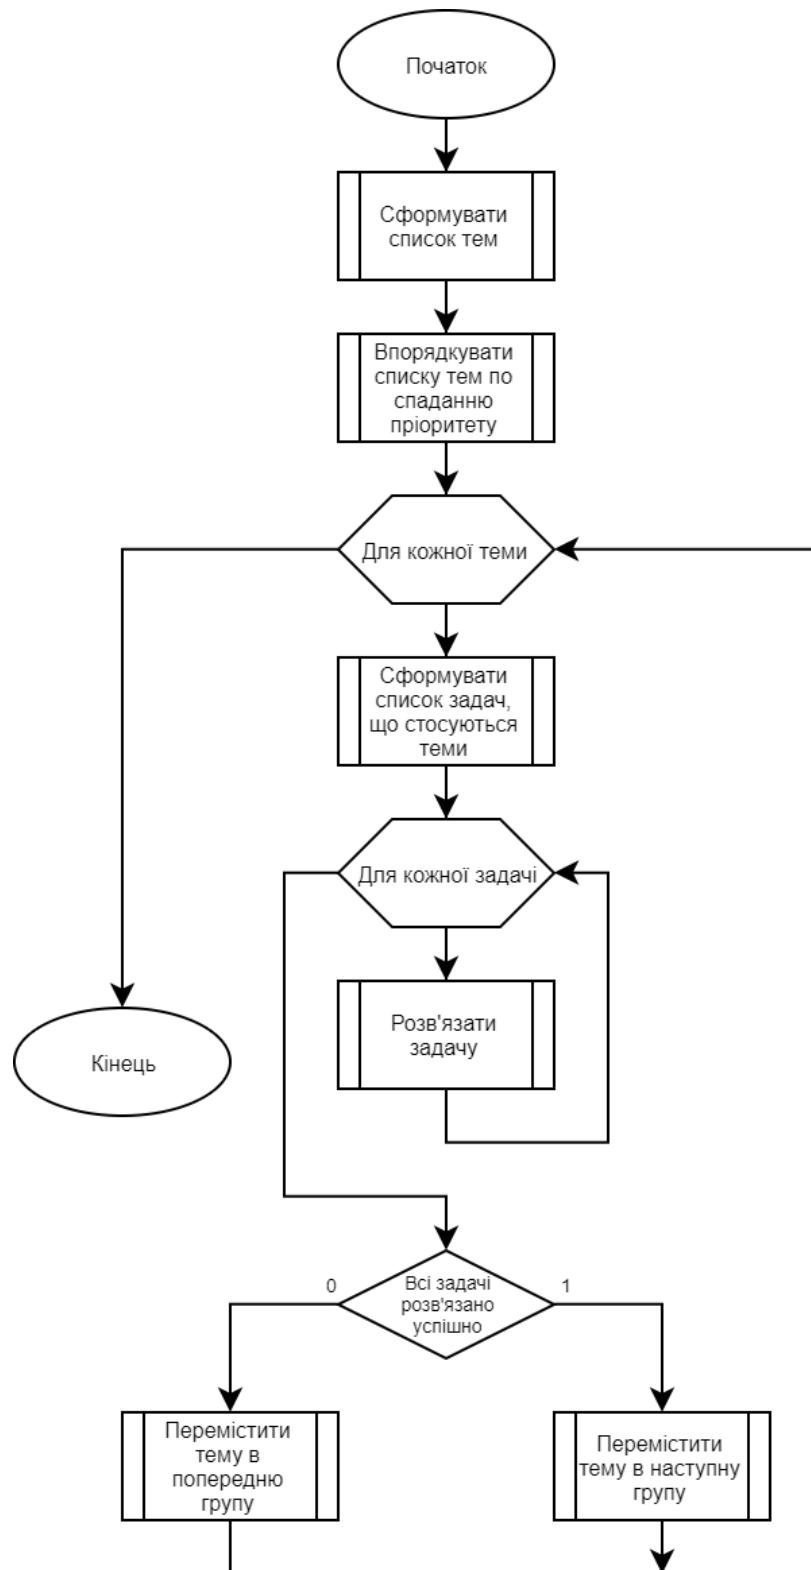 Початок
Сформувати
список тем
Впорядкувати
списку тем по
спаданню
пріоритету
Для кожної теми
Сформувати
список задач,
що стосуються
теми
Для кожної задачі
Розв'язати
задачу
Кінець
0
Всі задачі
розв'язано
успішно
1
Перемістити
тему в
попередню
групу
Перемістити
тему в наступну
групу